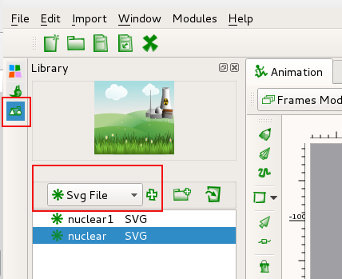 File Edit Import Window Modules Help
Library
Animation
Frames Mod
Svg File
nuclear1 SVG
nuclear SVG
-100